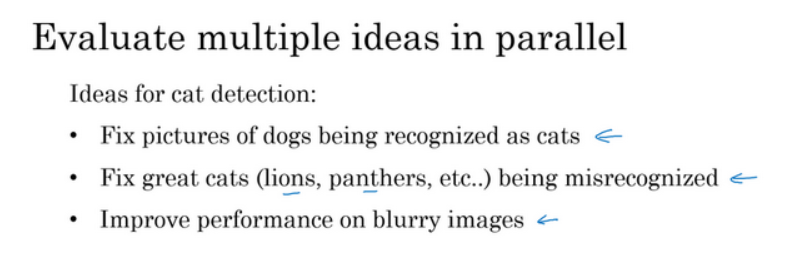 Evaluate multiple ideas in parallel
Ideas for cat detection:
• Fix pictures of dogs being recognized as cats
• Fix great cats (lions, panthers, etc..) being misrecognized
• Improve performance on blurry images